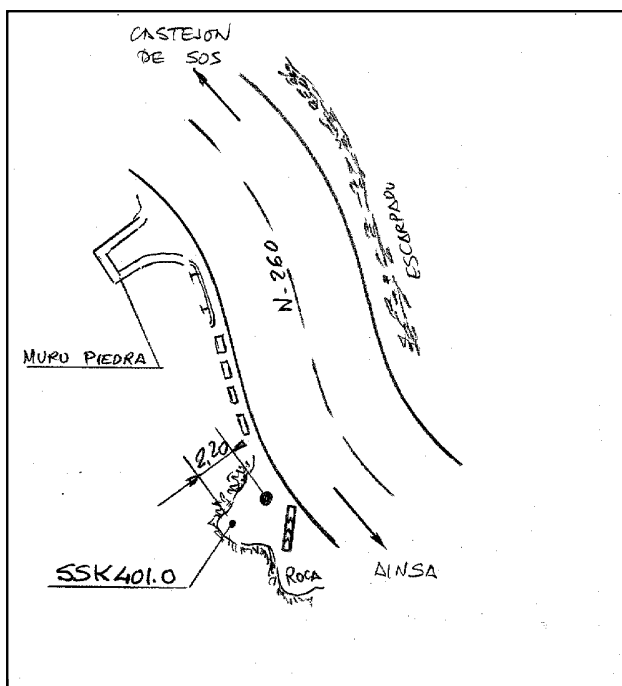 CASTEJON
DE SOS
ESCARPADO
N-260
MURO PIEDRA
2,20
SSK401.0
ROCA
AINSA